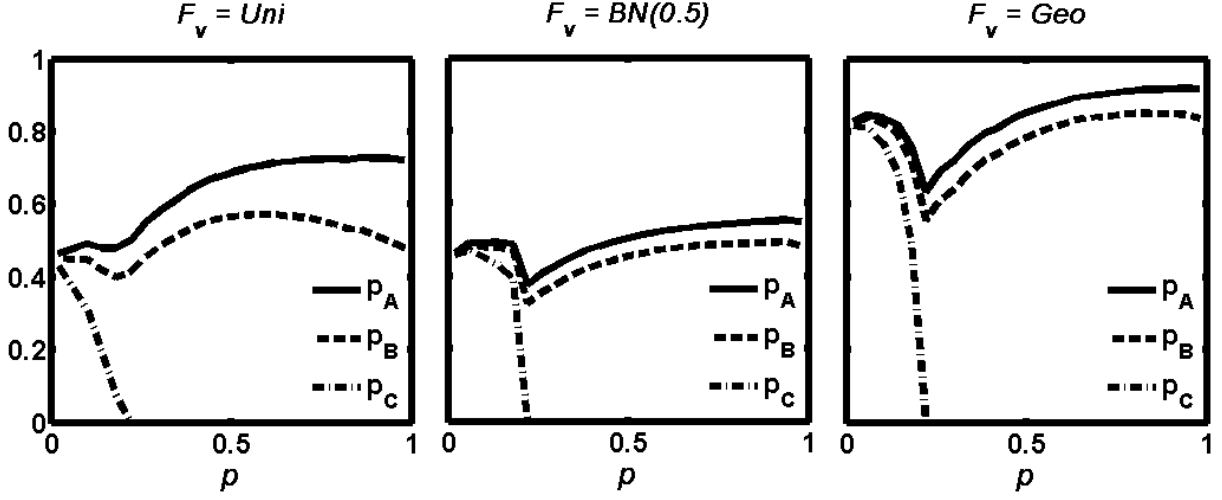 F_v = Uni
F_v = BN(0.5)
F_v = Geo
1
0.8
0.6
0.4
0.2
0
p_A
p_B
p_C
p_A
p_B
p_C
p_A
p_B
p_C
0 0.5 1
0 0.5 1
0 0.5 1
p
p
p